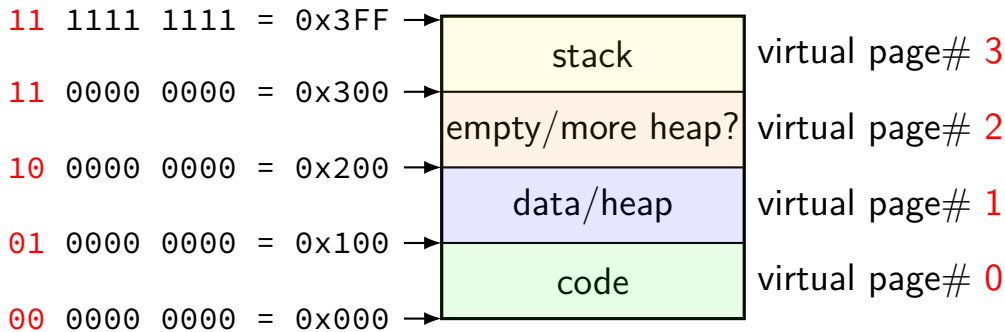 11 1111 1111 = 0x3FF
stack
virtual page# 3
11 0000 0000 = 0x300
empty/more heap?
virtual page# 2
10 0000 0000 = 0x200
data/heap
virtual page# 1
01 0000 0000 = 0x100
code
virtual page# 0
00 0000 0000 = 0x000